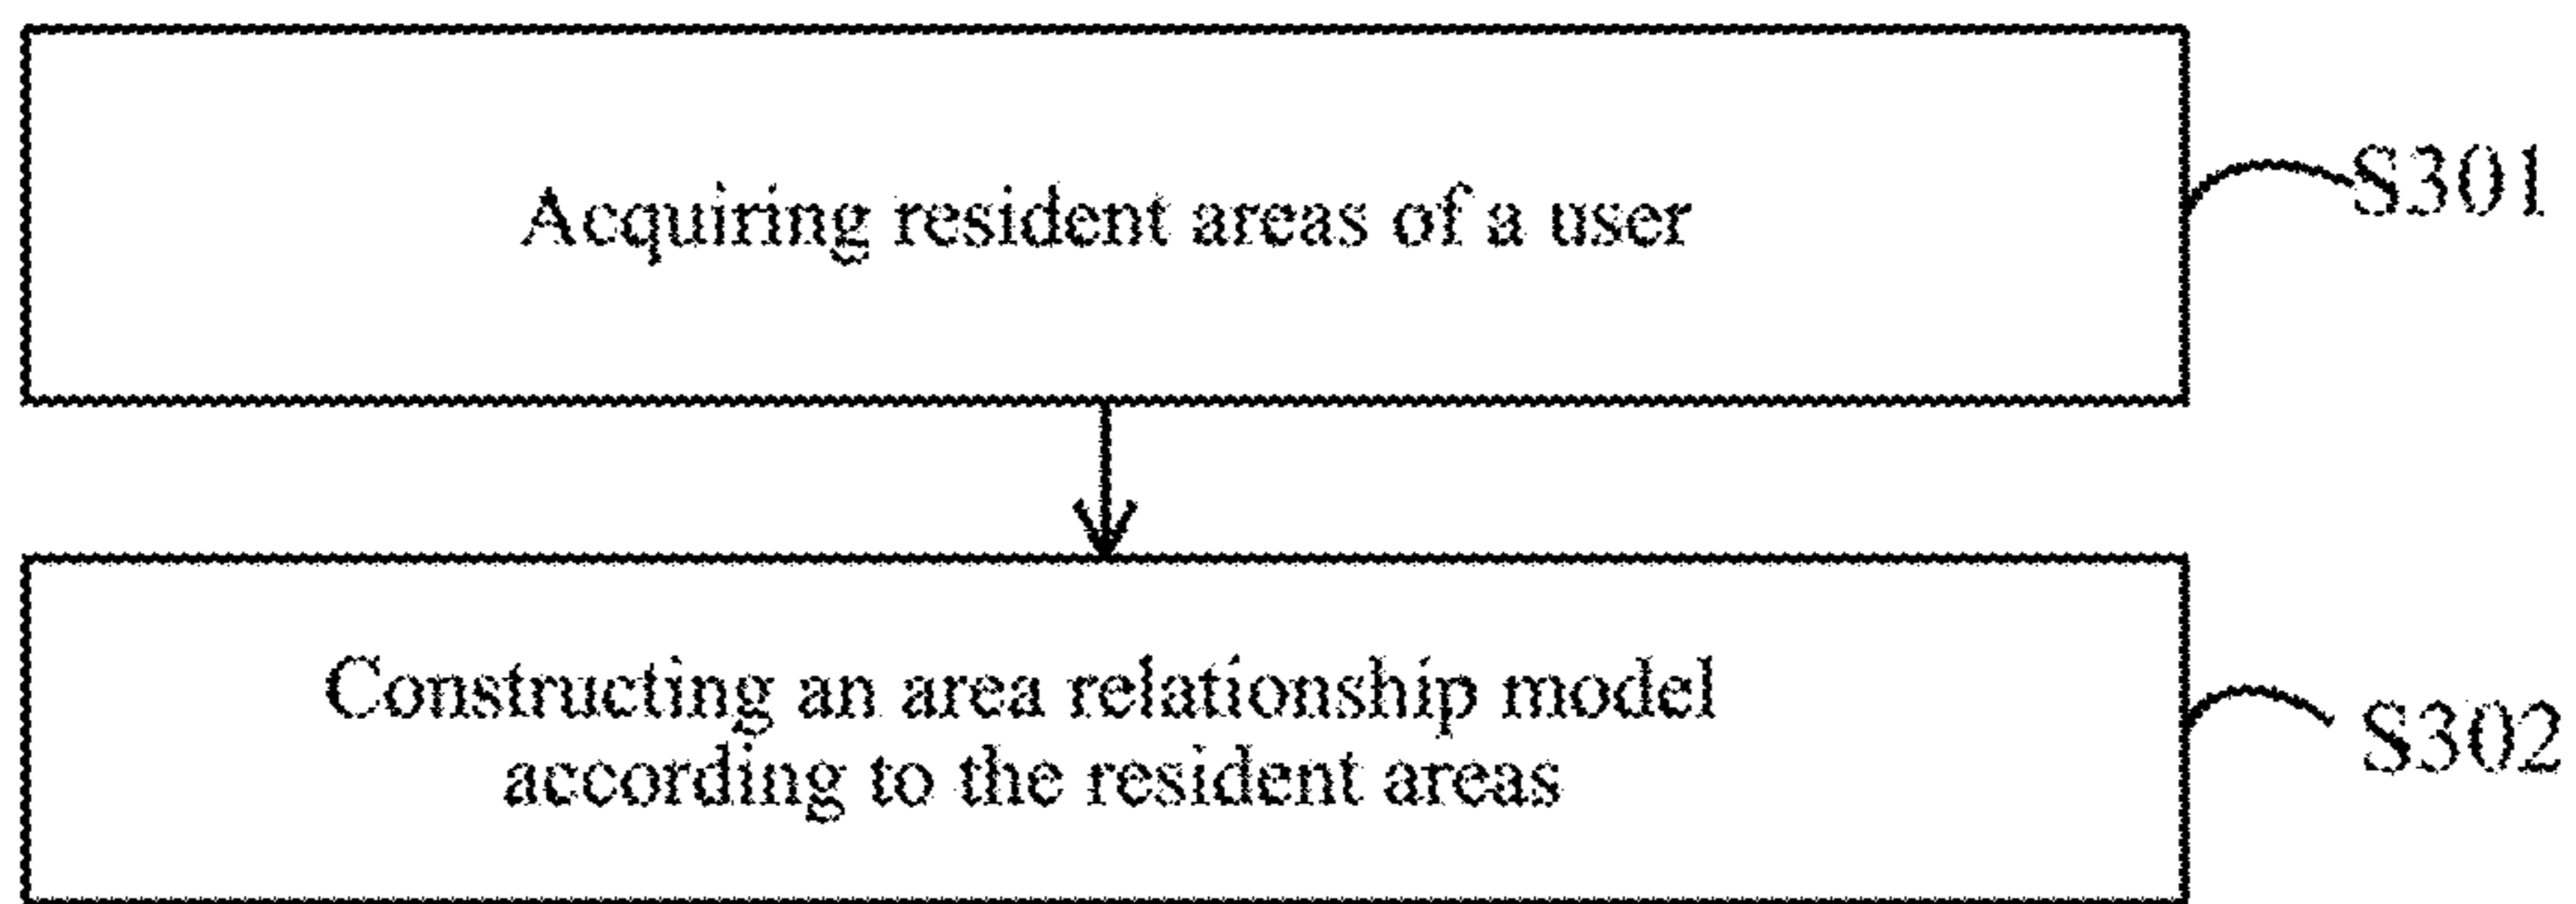 Acquiring resident areas of a user
S301
Constructing an area relationship model
according to the resident areas
S302